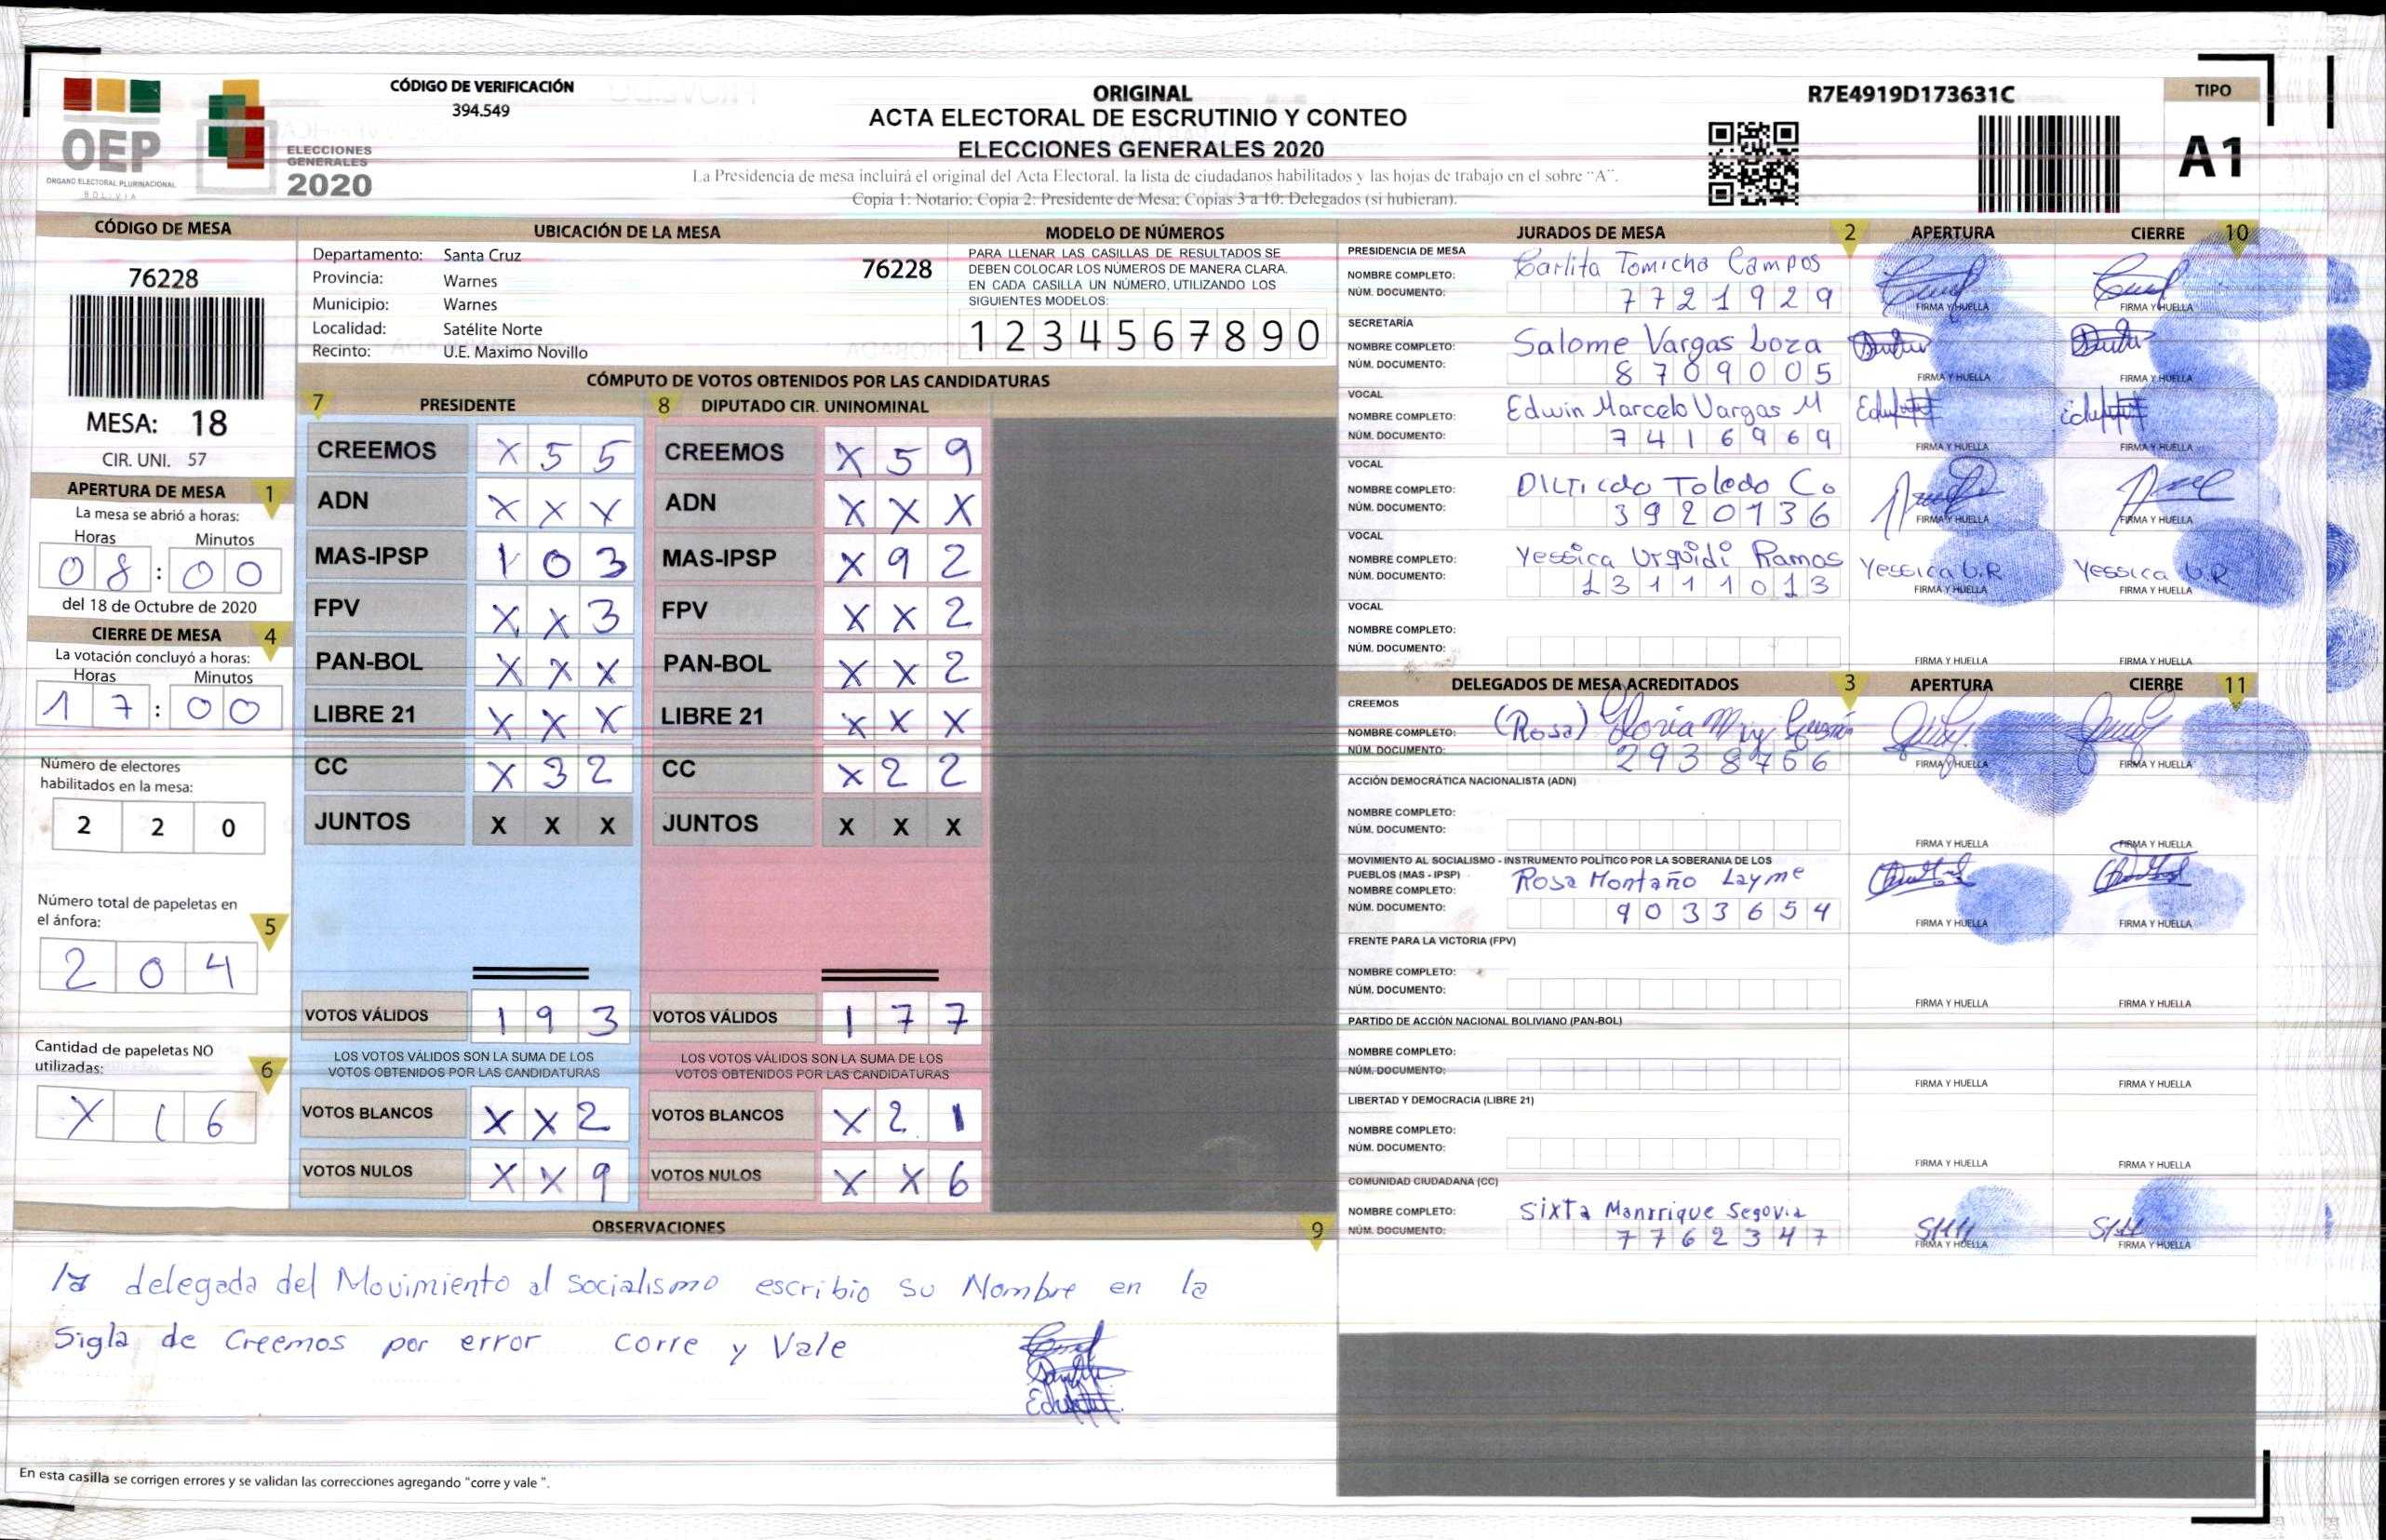 CÓDIGO DE VERIFICACIÓN
394.549
ORIGINAL
ACTA ELECTORAL DE ESCRUTINIO Y CONTEO
ELECCIONES GENERALES 2020
La Presidencia de mesa incluirá el original del Acta Electoral, la lista de ciudadanos habilitados y las hojas de trabajo en el sobre "A".
Copia 1: Notario; Copia 2: Presidente de Mesa; Copias 3 a 10: Delegados (si hubieran).
R7E4919D173631C
TIPO
A1
OEP
ÓRGANO ELECTORAL PLURINACIONAL
BOLIVIA
ELECCIONES
GENERALES
2020
CÓDIGO DE MESA
76228
MESA: 18
CIR. UNI. 57
APERTURA DE MESA 1
La mesa se abrió a horas:
Horas Minutos
08:00
del 18 de Octubre de 2020
CIERRE DE MESA 4
La votación concluyó a horas:
Horas Minutos
17:00
Número de electores
habilitados en la mesa:
2 2 0
Número total de papeletas en
el ánfora: 5
2 0 4
Cantidad de papeletas NO
utilizadas: 6
X 1 6
UBICACIÓN DE LA MESA
Departamento: Santa Cruz
Provincia: Warnes
Municipio: Warnes
Localidad: Satélite Norte
Recinto: U.E. Maximo Novillo
76228
MODELO DE NÚMEROS
PARA LLENAR LAS CASILLAS DE RESULTADOS SE
DEBEN COLOCAR LOS NÚMEROS DE MANERA CLARA.
EN CADA CASILLA UN NÚMERO, UTILIZANDO LOS
SIGUIENTES MODELOS:
1 2 3 4 5 6 7 8 9 0
CÓMPUTO DE VOTOS OBTENIDOS POR LAS CANDIDATURAS
7 PRESIDENTE
CREEMOS X 5 5
ADN X X X
MAS-IPSP 1 0 3
FPV X X 3
PAN-BOL X X X
LIBRE 21 X X X
CC X 3 2
JUNTOS X X X
VOTOS VÁLIDOS 1 9 3
LOS VOTOS VÁLIDOS SON LA SUMA DE LOS
VOTOS OBTENIDOS POR LAS CANDIDATURAS
VOTOS BLANCOS X X 2
VOTOS NULOS X X 9
8 DIPUTADO CIR. UNINOMINAL
CREEMOS X 5 9
ADN X X X
MAS-IPSP X 9 2
FPV X X 2
PAN-BOL X X 2
LIBRE 21 X X X
CC X 2 2
JUNTOS X X X
VOTOS VÁLIDOS 1 7 7
LOS VOTOS VÁLIDOS SON LA SUMA DE LOS
VOTOS OBTENIDOS POR LAS CANDIDATURAS
VOTOS BLANCOS X 2 1
VOTOS NULOS X X 6
OBSERVACIONES 9
la delegada del Movimiento al socialismo escribio su Nombre en la
Sigla de Creemos por error corre y Vale
En esta casilla se corrigen errores y se validan las correcciones agregando "corre y vale ".
JURADOS DE MESA 2 APERTURA CIERRE 10
PRESIDENCIA DE MESA
NOMBRE COMPLETO: Carlita Tomicha Campos
NÚM. DOCUMENTO: 7721929
FIRMA Y HUELLA FIRMA Y HUELLA
SECRETARÍA
NOMBRE COMPLETO: Salome Vargas Loza
NÚM. DOCUMENTO: 8709005
FIRMA Y HUELLA FIRMA Y HUELLA
VOCAL
NOMBRE COMPLETO: Edwin Marcelo Vargas M
NÚM. DOCUMENTO: 7416969
FIRMA Y HUELLA FIRMA Y HUELLA
VOCAL
NOMBRE COMPLETO: Toledo Co
NÚM. DOCUMENTO: 3920136
FIRMA Y HUELLA FIRMA Y HUELLA
VOCAL
NOMBRE COMPLETO: Yessica Urguidi Ramos Yessica U.R Yessica U.R
NÚM. DOCUMENTO: 13111013
FIRMA Y HUELLA FIRMA Y HUELLA
VOCAL
NOMBRE COMPLETO:
NÚM. DOCUMENTO:
FIRMA Y HUELLA FIRMA Y HUELLA
DELEGADOS DE MESA ACREDITADOS 3 APERTURA CIERRE 11
CREEMOS
NOMBRE COMPLETO: (Rosa) Gloria
NÚM. DOCUMENTO: 2938766
FIRMA Y HUELLA FIRMA Y HUELLA
ACCIÓN DEMOCRÁTICA NACIONALISTA (ADN)
NOMBRE COMPLETO:
NÚM. DOCUMENTO:
FIRMA Y HUELLA FIRMA Y HUELLA
MOVIMIENTO AL SOCIALISMO - INSTRUMENTO POLÍTICO POR LA SOBERANIA DE LOS
PUEBLOS (MAS - IPSP)
NOMBRE COMPLETO: Rosa Montaño Layme
NÚM. DOCUMENTO: 9033654
FIRMA Y HUELLA FIRMA Y HUELLA
FRENTE PARA LA VICTORIA (FPV)
NOMBRE COMPLETO:
NÚM. DOCUMENTO:
FIRMA Y HUELLA FIRMA Y HUELLA
PARTIDO DE ACCIÓN NACIONAL BOLIVIANO (PAN-BOL)
NOMBRE COMPLETO:
NÚM. DOCUMENTO:
FIRMA Y HUELLA FIRMA Y HUELLA
LIBERTAD Y DEMOCRACIA (LIBRE 21)
NOMBRE COMPLETO:
NÚM. DOCUMENTO:
FIRMA Y HUELLA FIRMA Y HUELLA
COMUNIDAD CIUDADANA (CC)
NOMBRE COMPLETO: Sixta Manrrique Segovia
NÚM. DOCUMENTO: 7762347
FIRMA Y HUELLA FIRMA Y HUELLA